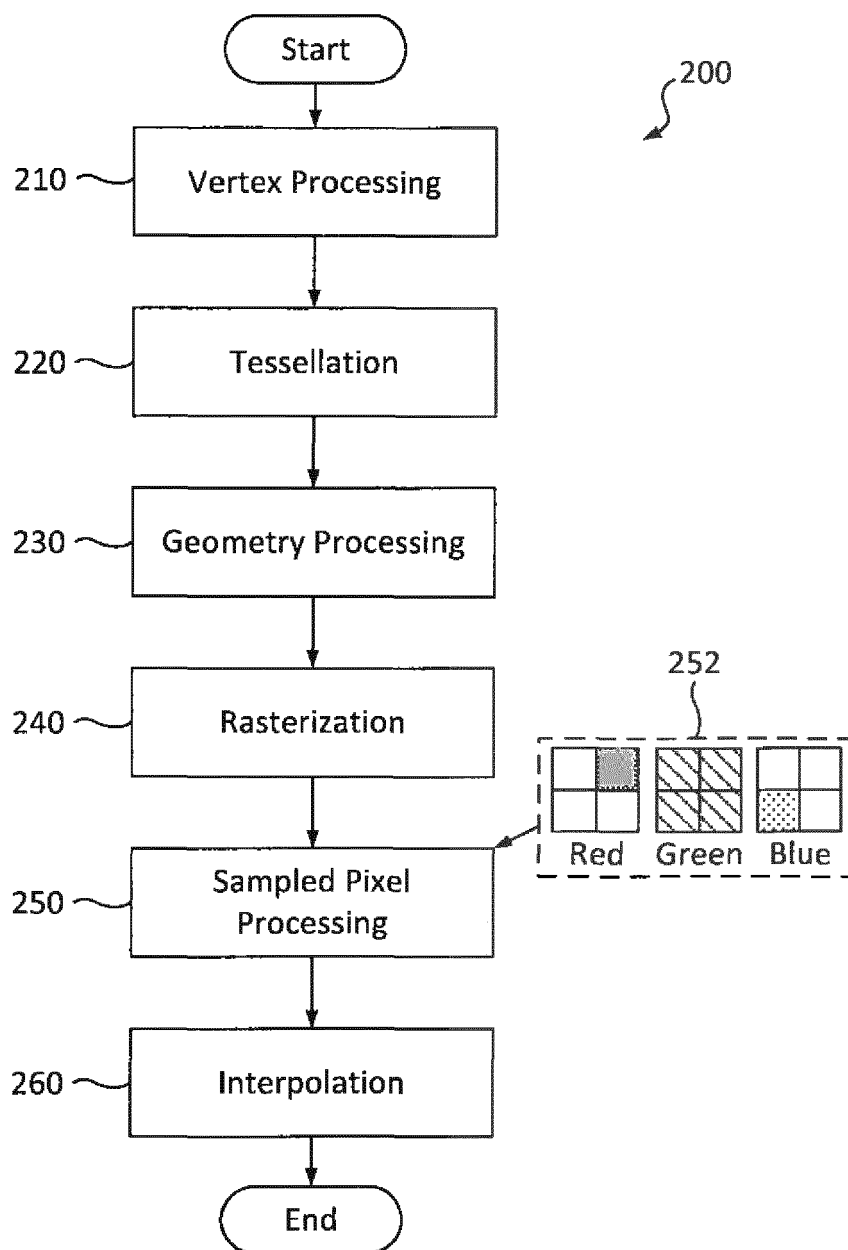 Start
200
210
Vertex Processing
220
Tessellation
230
Geometry Processing
252
240
Rasterization
Red Green Blue
250
Sampled Pixel
Processing
260
Interpolation
End